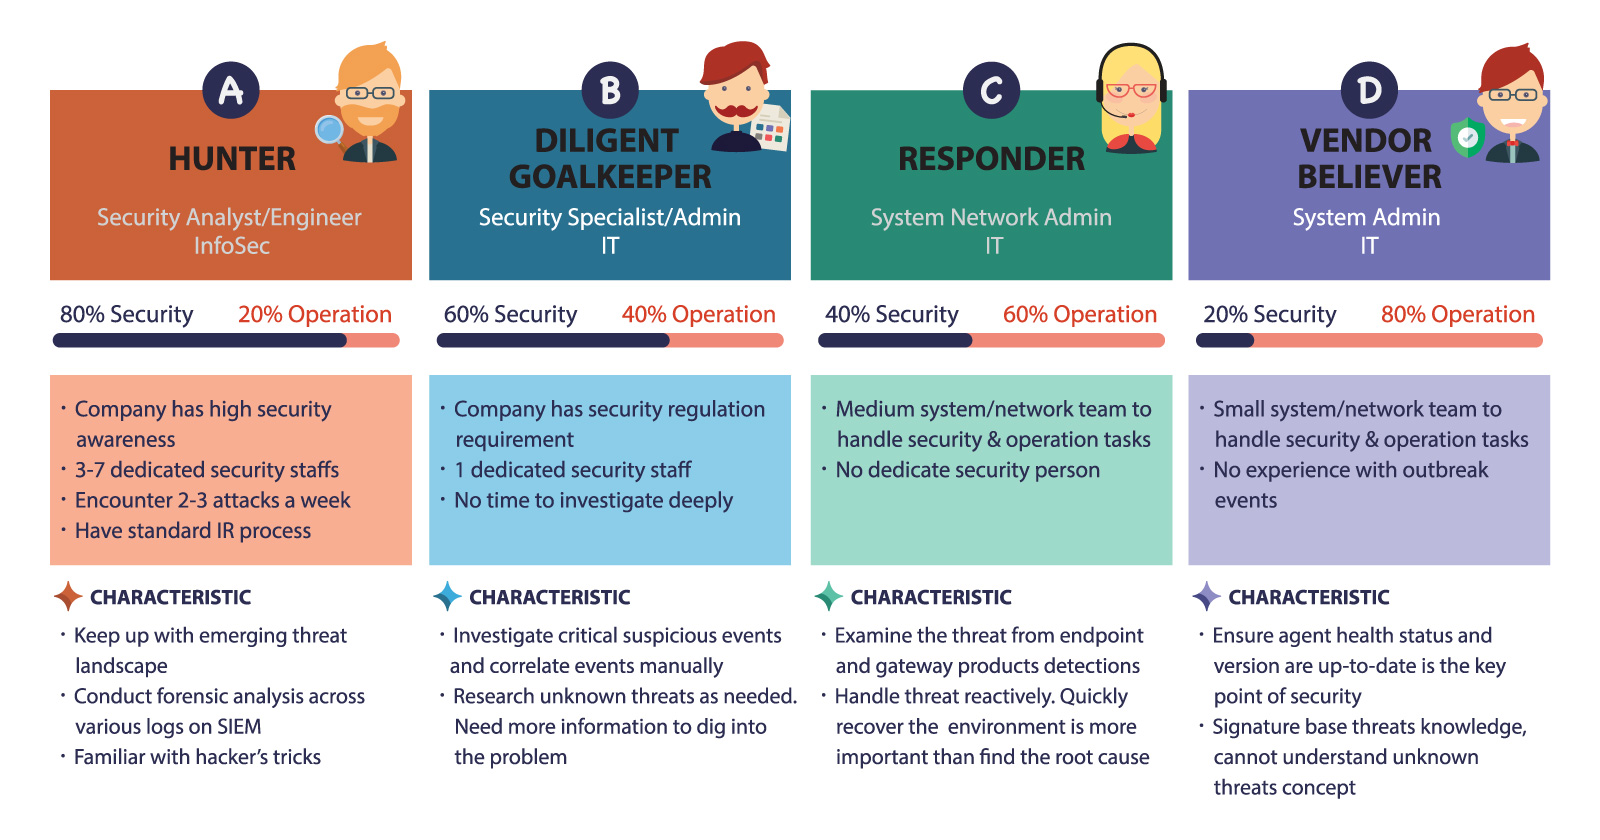 A
HUNTER
Security Analyst/Engineer
InfoSec
80% Security 20% Operation
· Company has high security
awareness
· 3-7 dedicated security staffs
· Encounter 2-3 attacks a week
· Have standard IR process
CHARACTERISTIC
· Keep up with emerging threat
landscape
· Conduct forensic analysis across
various logs on SIEM
· Familiar with hacker's tricks
B
DILIGENT
GOALKEEPER
Security Specialist/Admin
IT
60% Security 40% Operation
· Company has security regulation
requirement
· 1 dedicated security staff
· No time to investigate deeply
CHARACTERISTIC
· Investigate critical suspicious events
and correlate events manually
· Research unknown threats as needed.
Need more information to dig into
the problem
C
RESPONDER
System Network Admin
IT
40% Security 60% Operation
· Medium system/network team to
handle security & operation tasks
· No dedicate security person
CHARACTERISTIC
· Examine the threat from endpoint
and gateway products detections
· Handle threat reactively. Quickly
recover the environment is more
important than find the root cause
D
VENDOR
BELIEVER
System Admin
IT
20% Security 80% Operation
· Small system/network team to
handle security & operation tasks
· No experience with outbreak
events
CHARACTERISTIC
· Ensure agent health status and
version are up-to-date is the key
point of security
· Signature base threats knowledge,
cannot understand unknown
threats concept